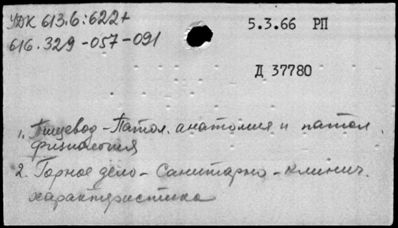 УДК 613.6:622+
616.329-057-091
5.3.66 РП
Д 37780
1. Пищевод - Патол. анатомия и патол.
физиология
2. Горное дело - Санитарно - клинич.
характеристика